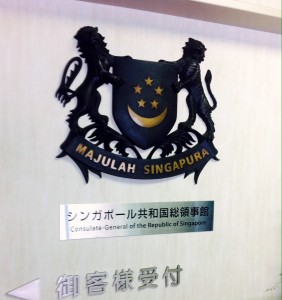 MAJULAH SINGAPURA
シンガポール共和国総領事館
Consulate-General of the Republic of Singapore
御客様受付